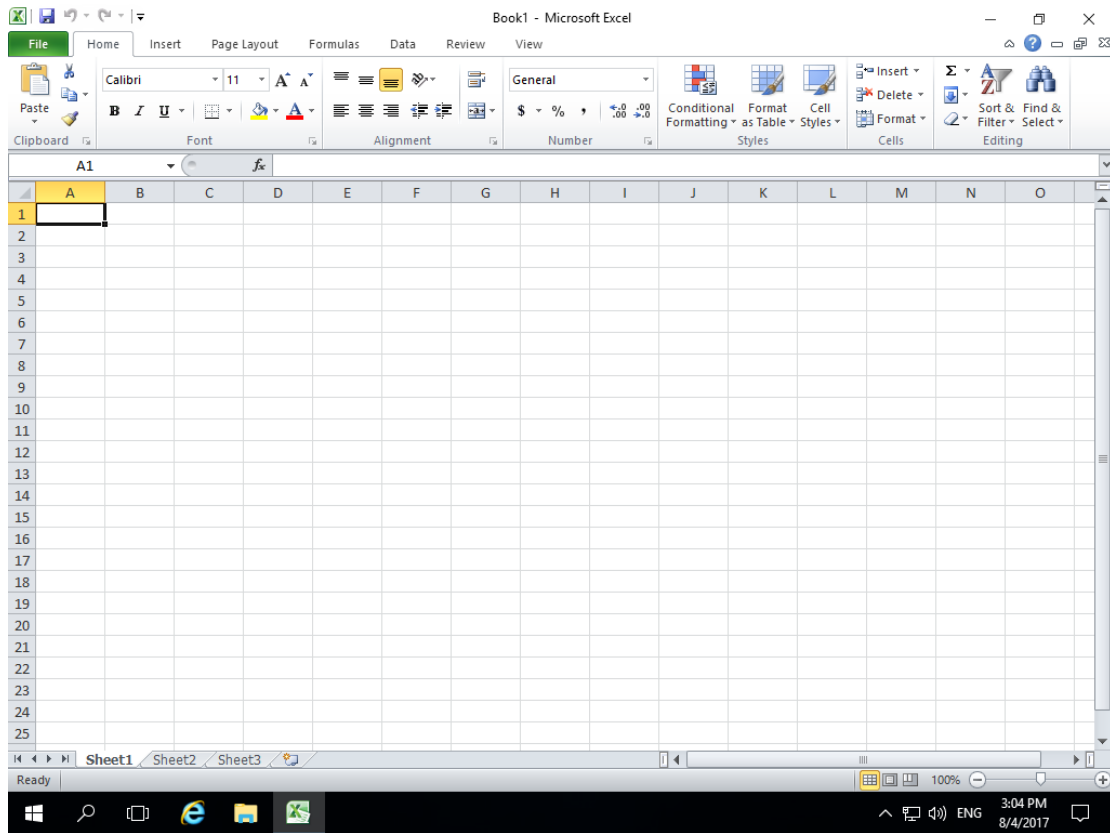 Book1 - Microsoft Excel
File Home Insert Page Layout Formulas Data Review View
Calibri 11 General Insert Σ
Paste B I U A $ % , Conditional Formatting Format as Table Cell Styles Delete Format Sort & Filter Find & Select
Clipboard Font Alignment Number Styles Cells Editing
A1 fx
A B C D E F G H I J K L M N O
1
2
3
4
5
6
7
8
9
10
11
12
13
14
15
16
17
18
19
20
21
22
23
24
25
Sheet1 Sheet2 Sheet3
Ready 100%
ENG 3:04 PM
8/4/2017